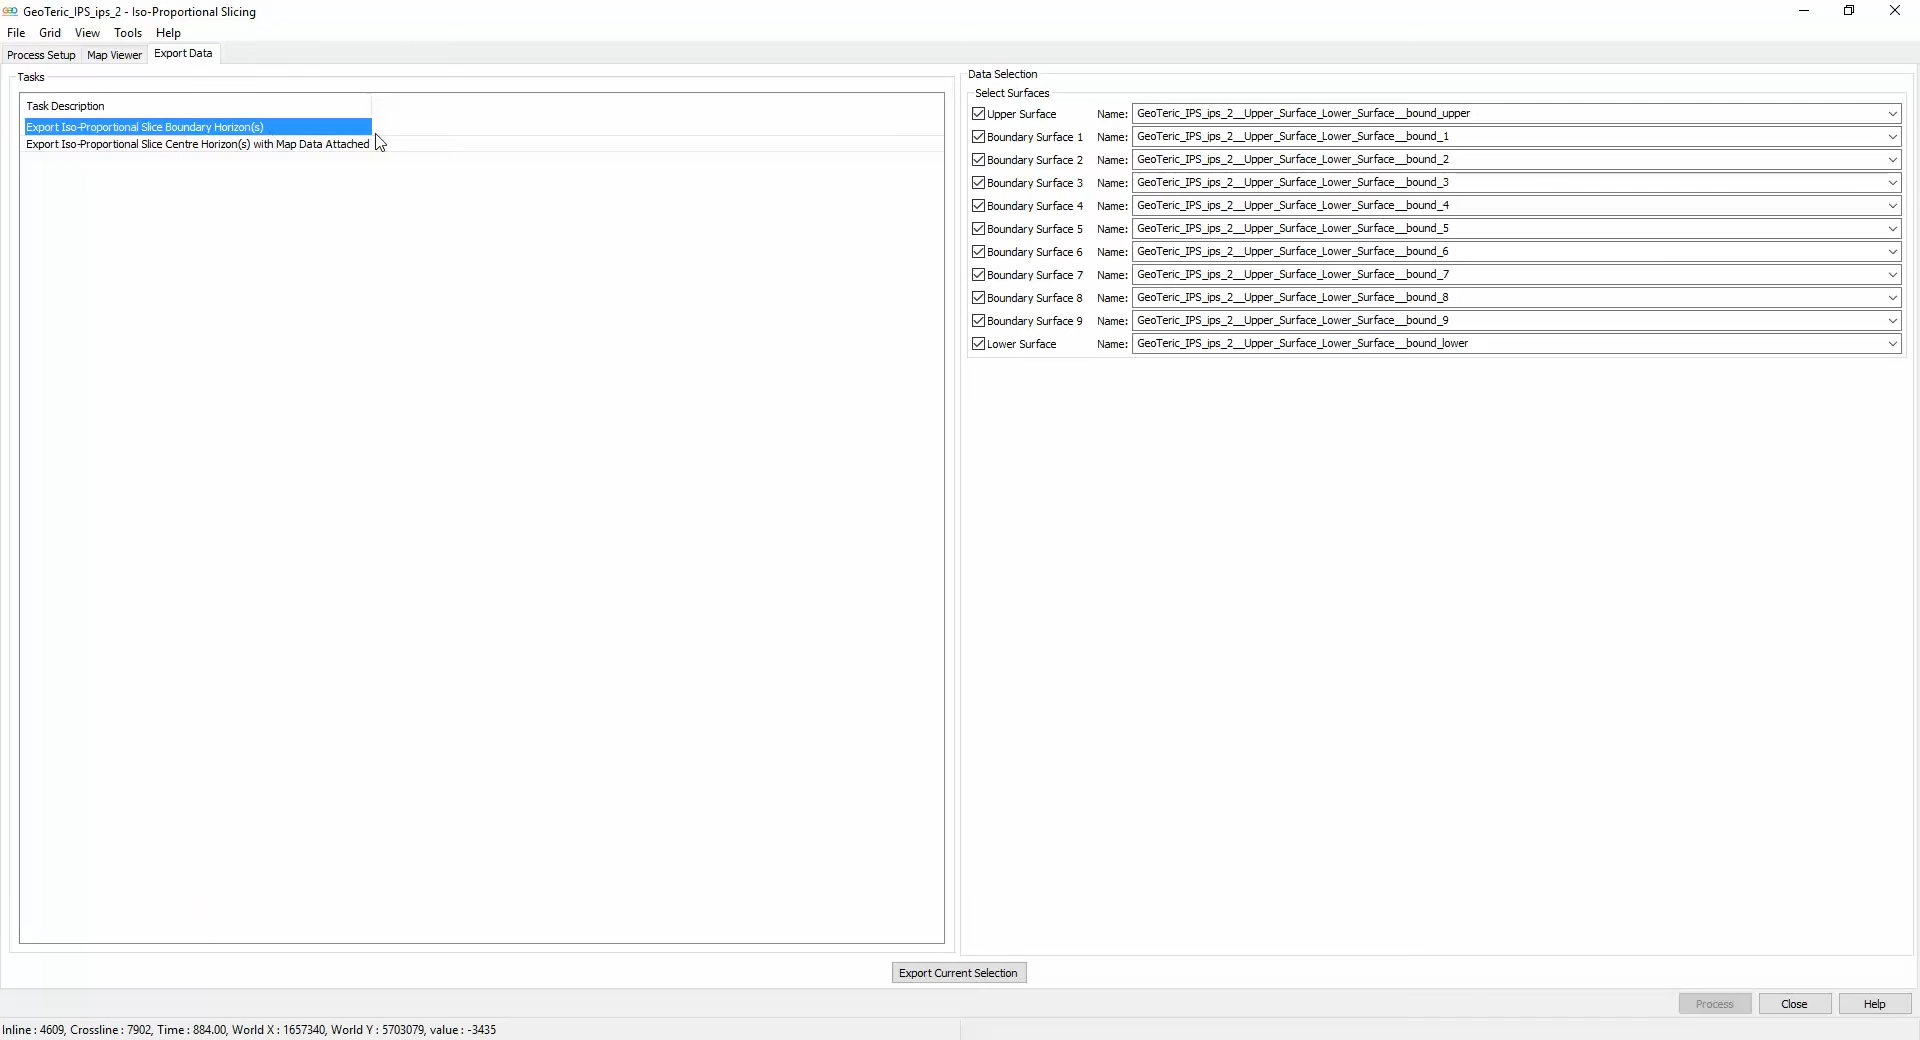 GeoTeric_IPS_ips_2 - Iso-Proportional Slicing
File Grid View Tools Help
Process Setup Map Viewer Export Data
Tasks
Task Description
Export Iso-Proportional Slice Boundary Horizon(s)
Export Iso-Proportional Slice Centre Horizon(s) with Map Data Attached
Data Selection
Select Surfaces
Upper Surface Name: GeoTeric_IPS_ips_2__Upper_Surface_Lower_Surface__bound_upper
Boundary Surface 1 Name: GeoTeric_IPS_ips_2__Upper_Surface_Lower_Surface__bound_1
Boundary Surface 2 Name: GeoTeric_IPS_ips_2__Upper_Surface_Lower_Surface__bound_2
Boundary Surface 3 Name: GeoTeric_IPS_ips_2__Upper_Surface_Lower_Surface__bound_3
Boundary Surface 4 Name: GeoTeric_IPS_ips_2__Upper_Surface_Lower_Surface__bound_4
Boundary Surface 5 Name: GeoTeric_IPS_ips_2__Upper_Surface_Lower_Surface__bound_5
Boundary Surface 6 Name: GeoTeric_IPS_ips_2__Upper_Surface_Lower_Surface__bound_6
Boundary Surface 7 Name: GeoTeric_IPS_ips_2__Upper_Surface_Lower_Surface__bound_7
Boundary Surface 8 Name: GeoTeric_IPS_ips_2__Upper_Surface_Lower_Surface__bound_8
Boundary Surface 9 Name: GeoTeric_IPS_ips_2__Upper_Surface_Lower_Surface__bound_9
Lower Surface Name: GeoTeric_IPS_ips_2__Upper_Surface_Lower_Surface__bound_lower
Export Current Selection
Process Close Help
Inline : 4609, Crossline : 7902, Time : 884.00, World X : 1657340, World Y : 5703079, value : -3435